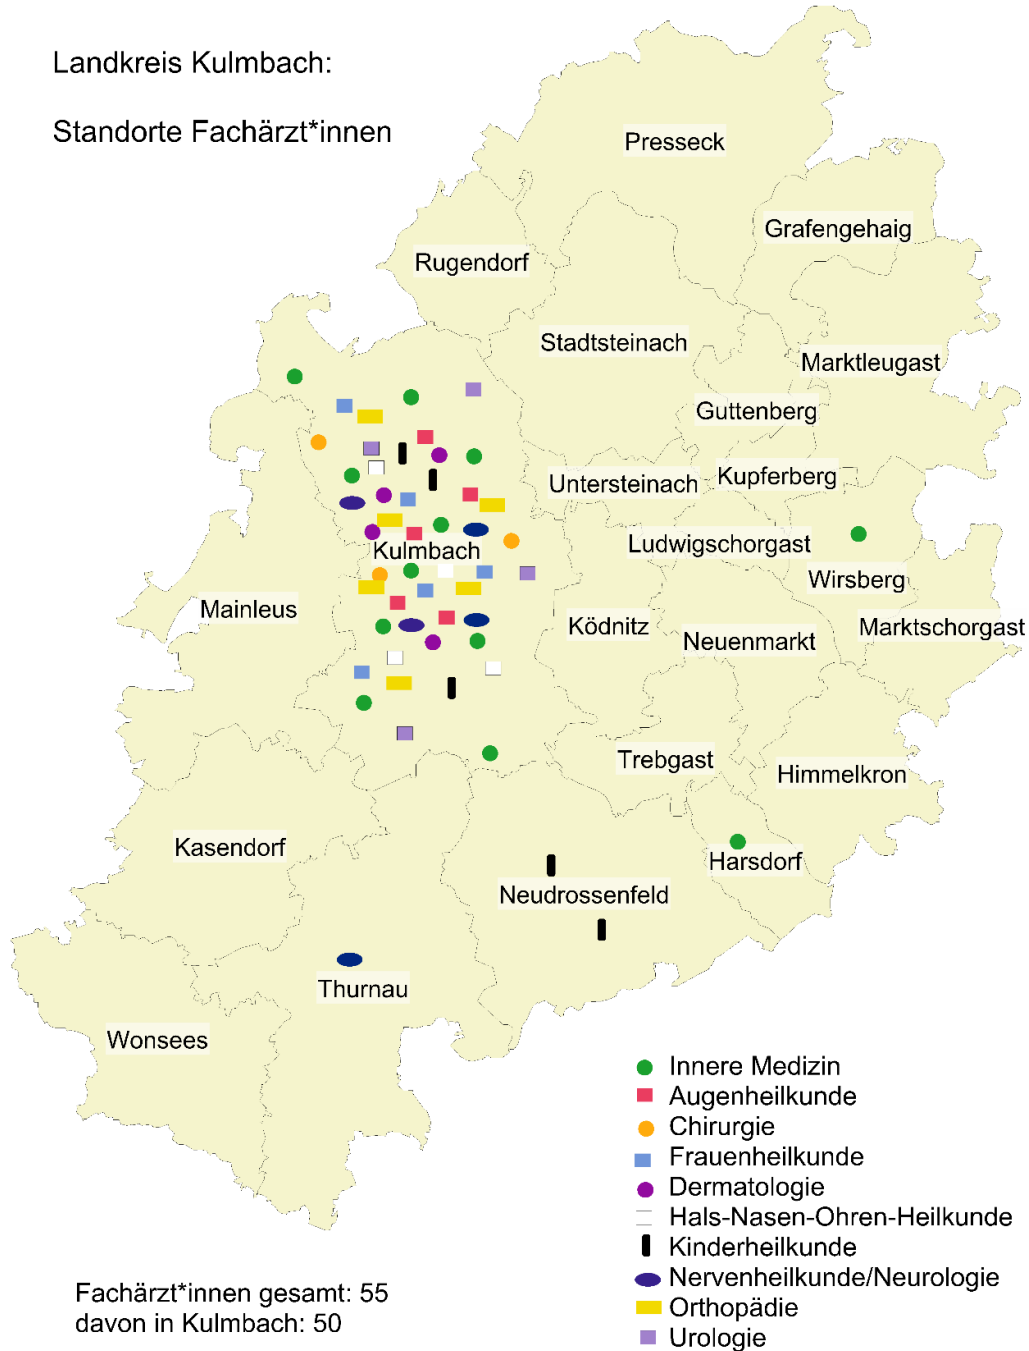 Landkreis Kulmbach:
Standorte Fachärzt*innen
Presseck
Grafengehaig
Rugendorf
Stadtsteinach
Marktleugast
Guttenberg
Kupferberg
Untersteinach
Ludwigschorgast
Kulmbach
Wirsberg
Mainleus
Ködnitz
Neuenmarkt
Marktschorgast
Trebgast
Himmelkron
Kasendorf
Harsdorf
Neudrossenfeld
Thurnau
Wonsees
Innere Medizin
Augenheilkunde
Chirurgie
Frauenheilkunde
Dermatologie
Hals-Nasen-Ohren-Heilkunde
Kinderheilkunde
Nervenheilkunde/Neurologie
Orthopädie
Urologie
Fachärzt*innen gesamt: 55
davon in Kulmbach: 50